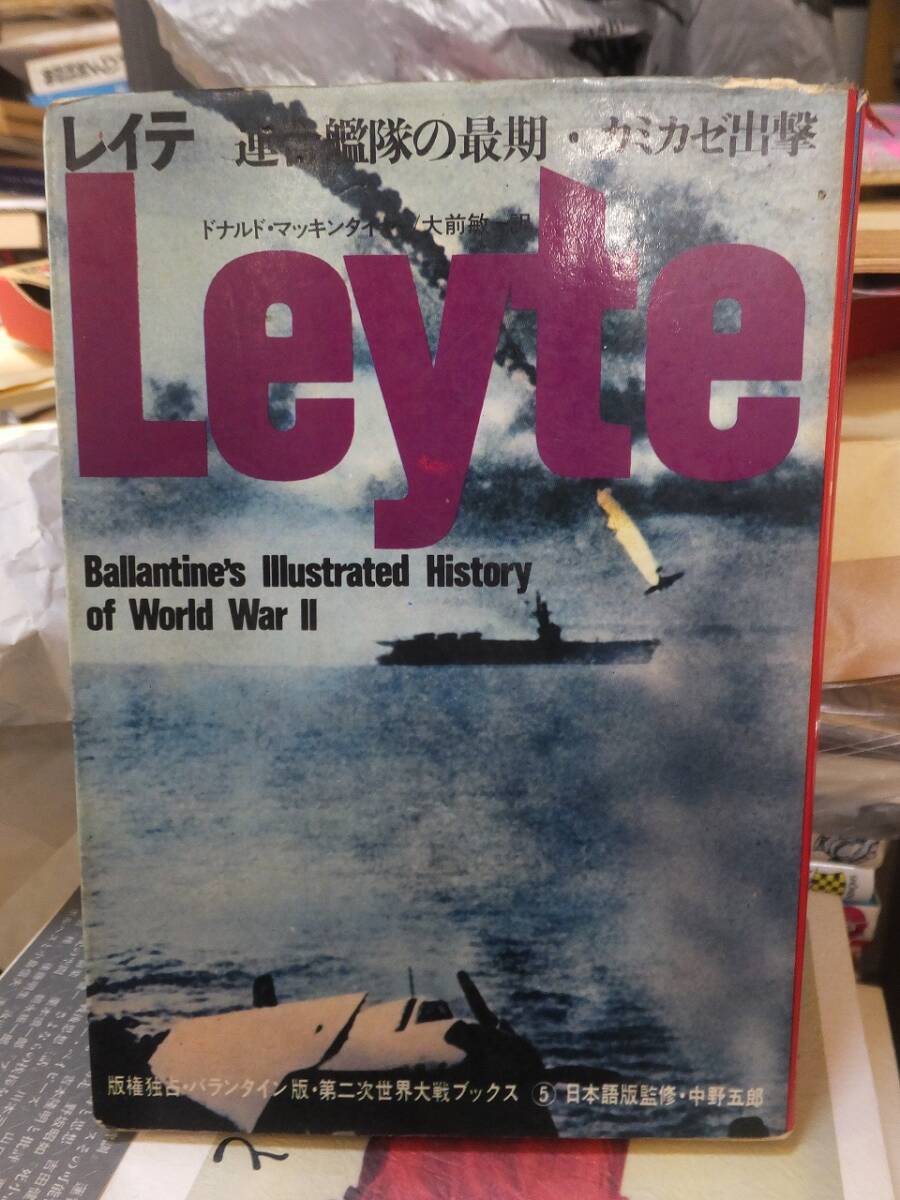 レイテ 連合艦隊の最期・カミカゼ出撃
ドナルド・マッキンタイ /大前敏一訳
Leyte
Ballantine's Illustrated History
of World War II
版権独占・バランタイン版・第二次世界大戦ブックス ⑤ 日本語版監修・中野五郎